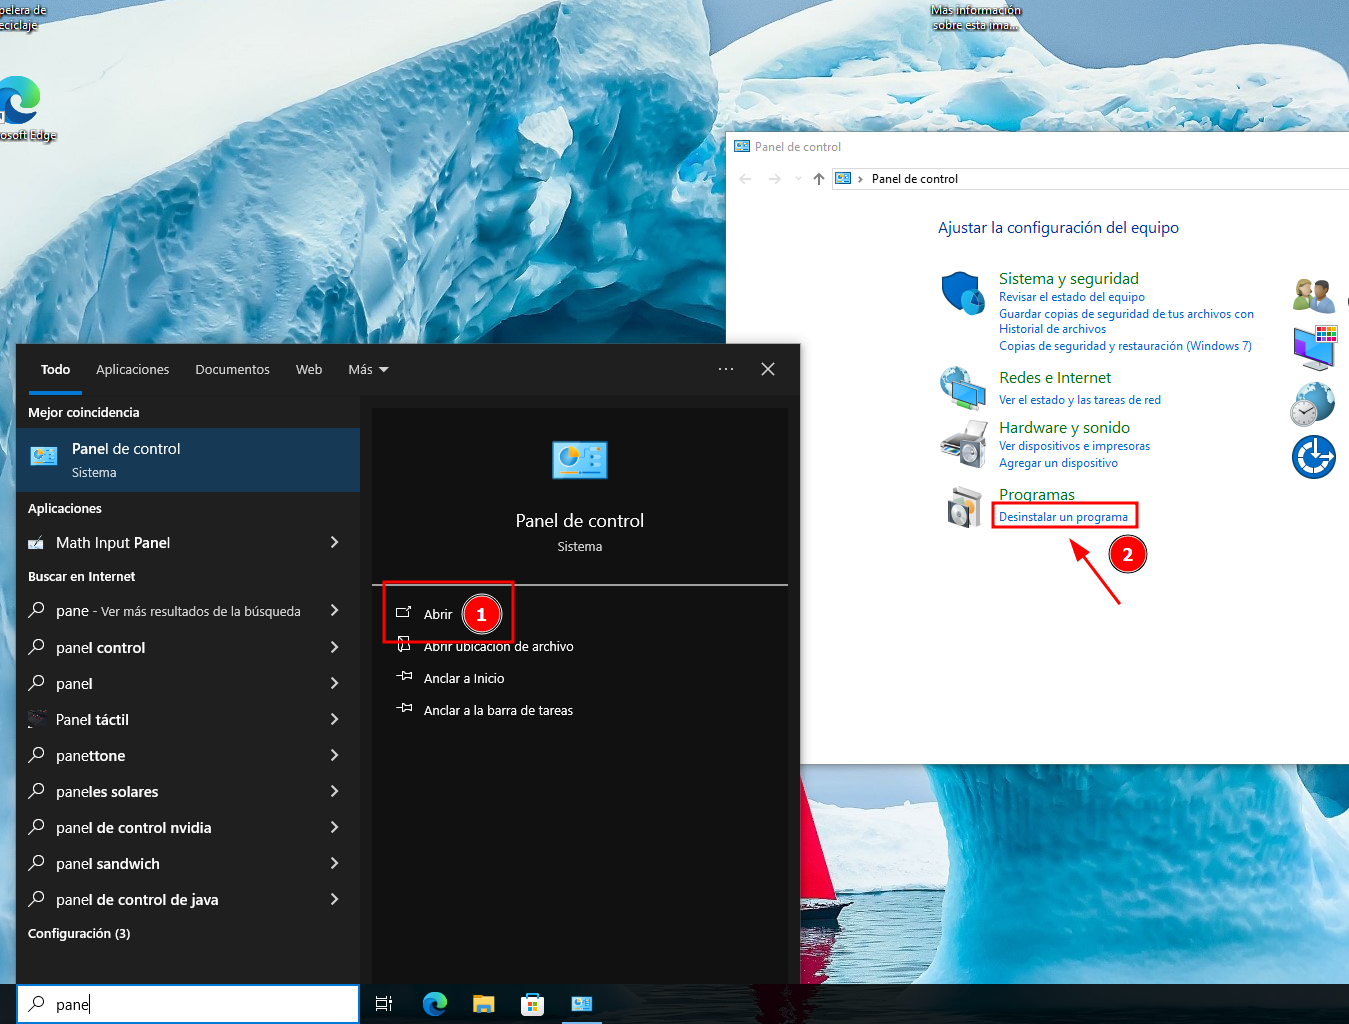 pelera de
eciclaje
osoft Edge
Más información
sobre esta ima...
Panel de control
Panel de control
Ajustar la configuración del equipo
Sistema y seguridad
Revisar el estado del equipo
Guardar copias de seguridad de tus archivos con
Historial de archivos
Copias de seguridad y restauración (Windows 7)
Redes e Internet
Ver el estado y las tareas de red
Hardware y sonido
Ver dispositivos e impresoras
Agregar un dispositivo
Programas
Desinstalar un programa
2
Todo Aplicaciones Documentos Web Más
Mejor coincidencia
Panel de control
Sistema
Aplicaciones
Math Input Panel
Buscar en Internet
pane - Ver más resultados de la búsqueda
panel control
panel
Panel táctil
panettone
paneles solares
panel de control nvidia
panel sandwich
panel de control de java
Configuración (3)
Panel de control
Sistema
Abrir 1
Abrir ubicación de archivo
Anclar a Inicio
Anclar a la barra de tareas
pane